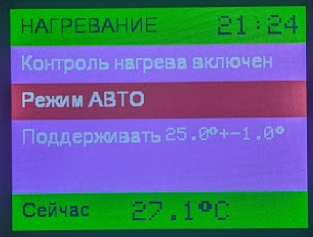 НАГРЕВАНИЕ 21:24
Контроль нагрева включен
Режим АВТО
Поддерживать 25.0°+-1.0°
Сейчас 27.1°C